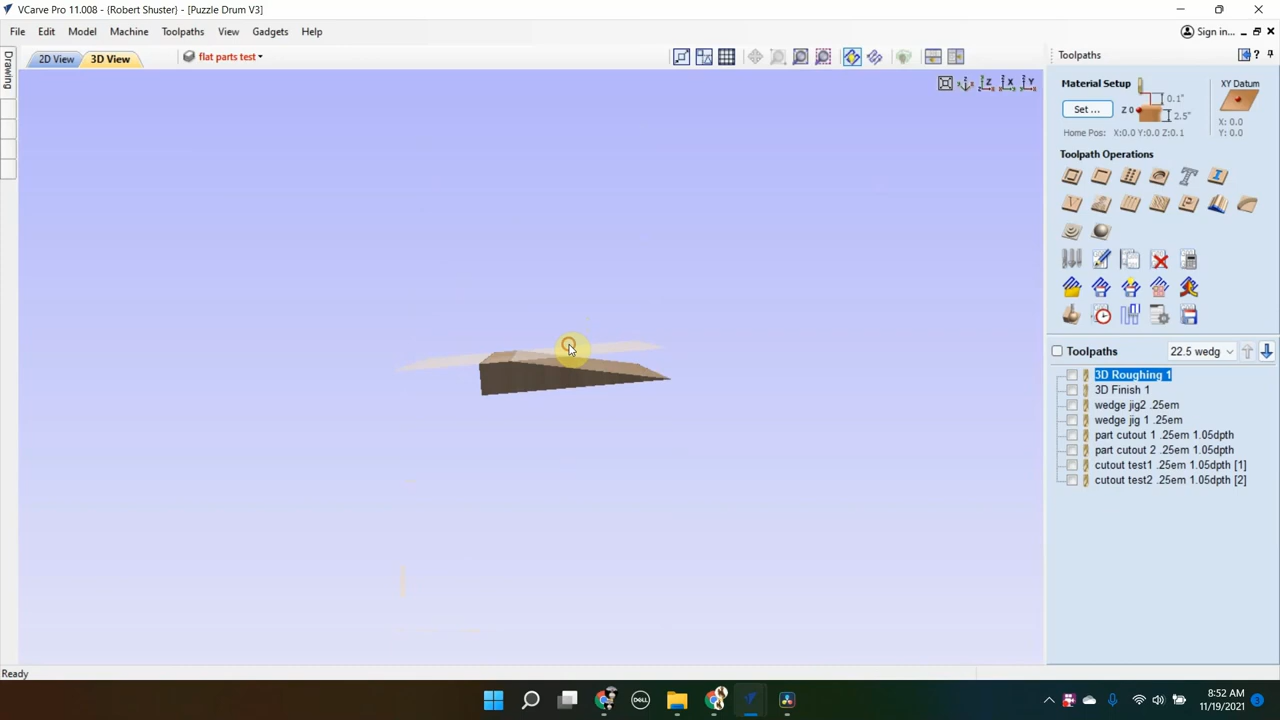 VCarve Pro 11.008 - {Robert Shuster} - [Puzzle Drum V3]
File Edit Model Machine Toolpaths View Gadgets Help
Sign in...
2D View 3D View flat parts test
Drawing
Z X Y
Toolpaths
Material Setup
XY Datum
Set ...
Z 0
0.1"
2.5"
X: 0.0
Y: 0.0
Home Pos: X:0.0 Y:0.0 Z:0.1
Toolpath Operations
Toolpaths 22.5 wedg
3D Roughing 1
3D Finish 1
wedge jig2 .25em
wedge jig 1 .25em
part cutout 1 .25em 1.05dpth
part cutout 2 .25em 1.05dpth
cutout test1 .25em 1.05dpth [1]
cutout test2 .25em 1.05dpth [2]
Ready
DELL
8:52 AM
11/19/2021
3